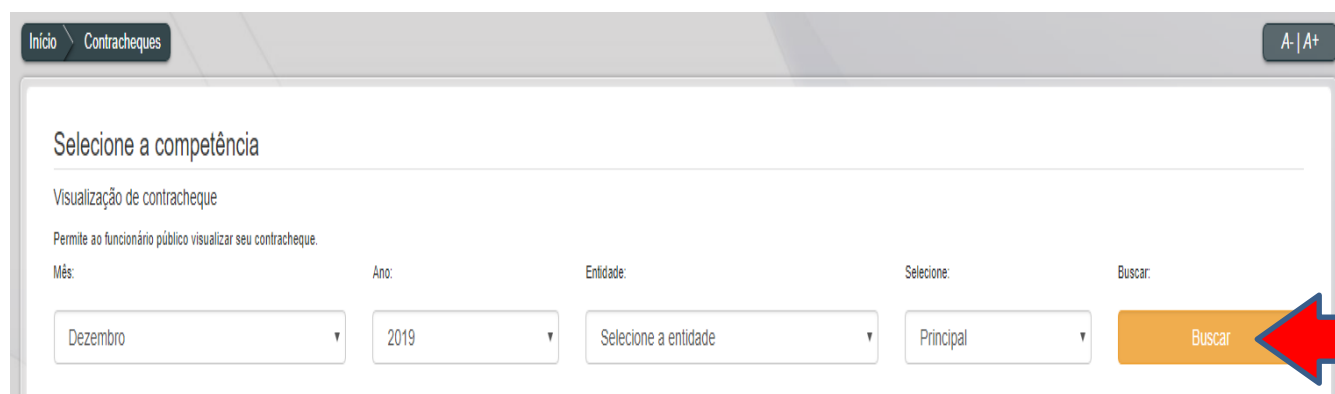 Início Contracheques A- | A+
Selecione a competência
Visualização de contracheque
Permite ao funcionário público visualizar seu contracheque.
Mês: Ano: Entidade: Selecione: Buscar:
Dezembro 2019 Selecione a entidade Principal Buscar